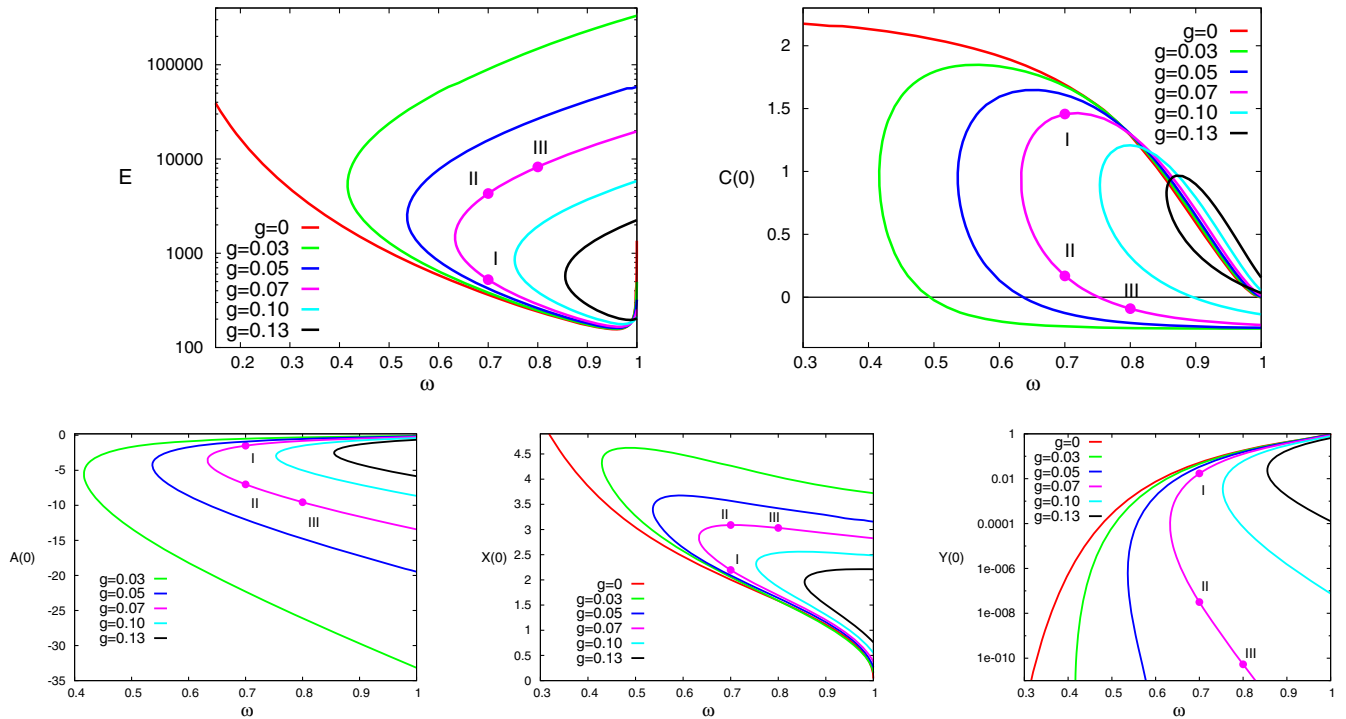 100000
10000
1000
100
E
III
II
I
g=0
g=0.03
g=0.05
g=0.07
g=0.10
g=0.13
0.2 0.3 0.4 0.5 0.6 0.7 0.8 0.9 1
ω
2
1.5
1
0.5
0
C(0)
g=0
g=0.03
g=0.05
g=0.07
g=0.10
g=0.13
I
II
III
0.3 0.4 0.5 0.6 0.7 0.8 0.9 1
ω
0
-5
-10
-15
-20
-25
-30
-35
A(0)
I
II
III
g=0.03
g=0.05
g=0.07
g=0.10
g=0.13
0.4 0.5 0.6 0.7 0.8 0.9 1
ω
4.5
4
3.5
3
2.5
2
1.5
1
0.5
0
X(0)
II
III
I
g=0
g=0.03
g=0.05
g=0.07
g=0.10
g=0.13
0.3 0.4 0.5 0.6 0.7 0.8 0.9 1
ω
1
0.01
0.0001
1e-006
1e-008
1e-010
Y(0)
g=0
g=0.03
g=0.05
g=0.07
g=0.10
g=0.13
I
II
III
0.3 0.4 0.5 0.6 0.7 0.8 0.9 1
ω